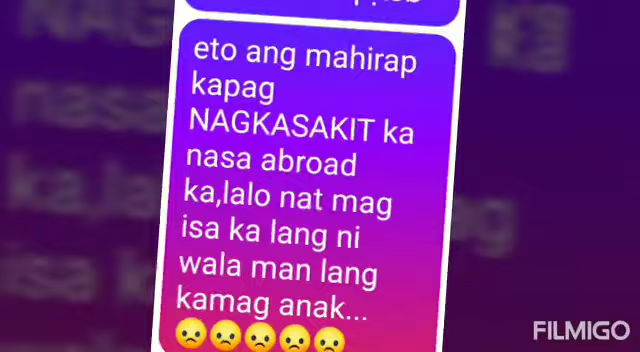 eto ang mahirap
kapag
NAGKASAKIT ka
nasa abroad
ka,lalo nat mag
isa ka lang ni
wala man lang
kamag anak...
☹️☹️☹️☹️☹️
FILMIGO